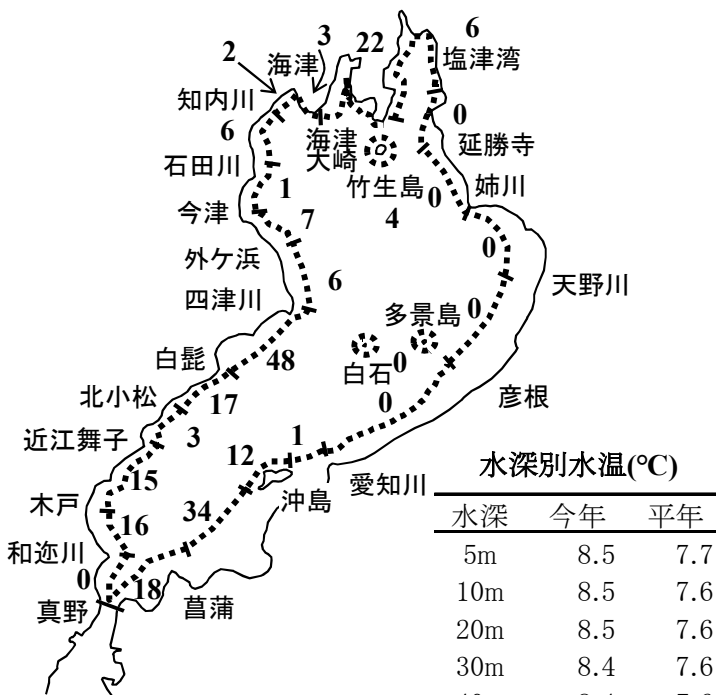 6
塩津湾
22
3
海津
2
知内川
6
石田川
1
今津
7
外ケ浜
四津川
6
海津
大崎
竹生島
4
0
延勝寺
姉川
0
0
天野川
多景島
0
白石
0
0
彦根
白髭
48
北小松
17
近江舞子
3
15
木戸
16
和迩川
0
真野
18
菖蒲
34
12
1
沖島
愛知川
水深別水温(℃)
水深 今年 平年
5m 8.5 7.7
10m 8.5 7.6
20m 8.5 7.6
30m 8.4 7.6